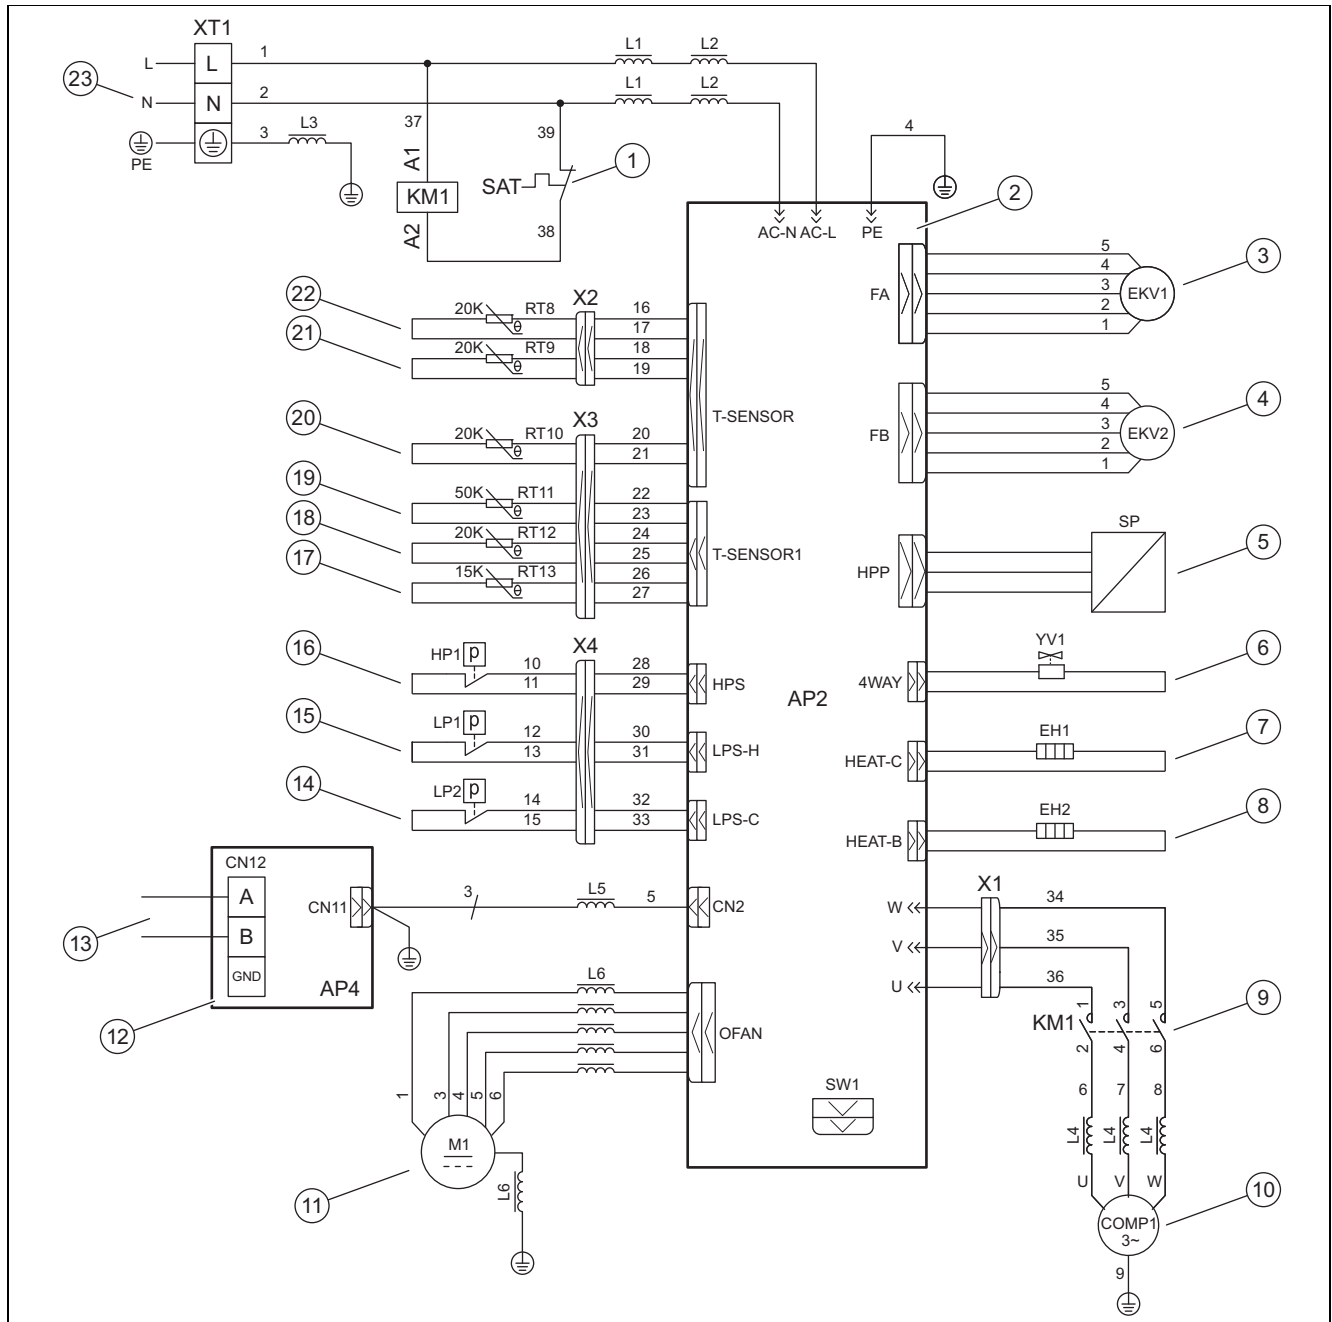 XT1
L L 1 L1 L2
23
N N 2 L1 L2
PE 3 L3
37 39 4
A1
KM1
A2
SAT 1
38
2
AC-N AC-L PE
FA 5 4 3 2 1 EKV1 3
22 20K RT8 X2 16
17
21 20K RT9 18
19
T-SENSOR
FB 5 4 3 2 1 EKV2 4
20 20K RT10 X3 20
21
19 50K RT11 22
23
18 20K RT12 24
25
17 15K RT13 26
27
T-SENSOR1
HPP SP 5
16 HP1 p 10 X4 28
11 29
HPS
AP2
4WAY YV1 6
15 LP1 p 12 30
13 31
LPS-H
HEAT-C EH1 7
14 LP2 p 14 32
15 33
LPS-C
HEAT-B EH2 8
CN12
A
B
GND
CN11
AP4
13
12
3 L5 5 CN2
L6
OFAN
1 3 4 5 6
M1
11
L6
SW1
X1
W 34
V 35
U 36
KM1 1 3 5
2 4 6
9
6 7 8
L4 L4 L4
U V W
COMP1
3~
10
9